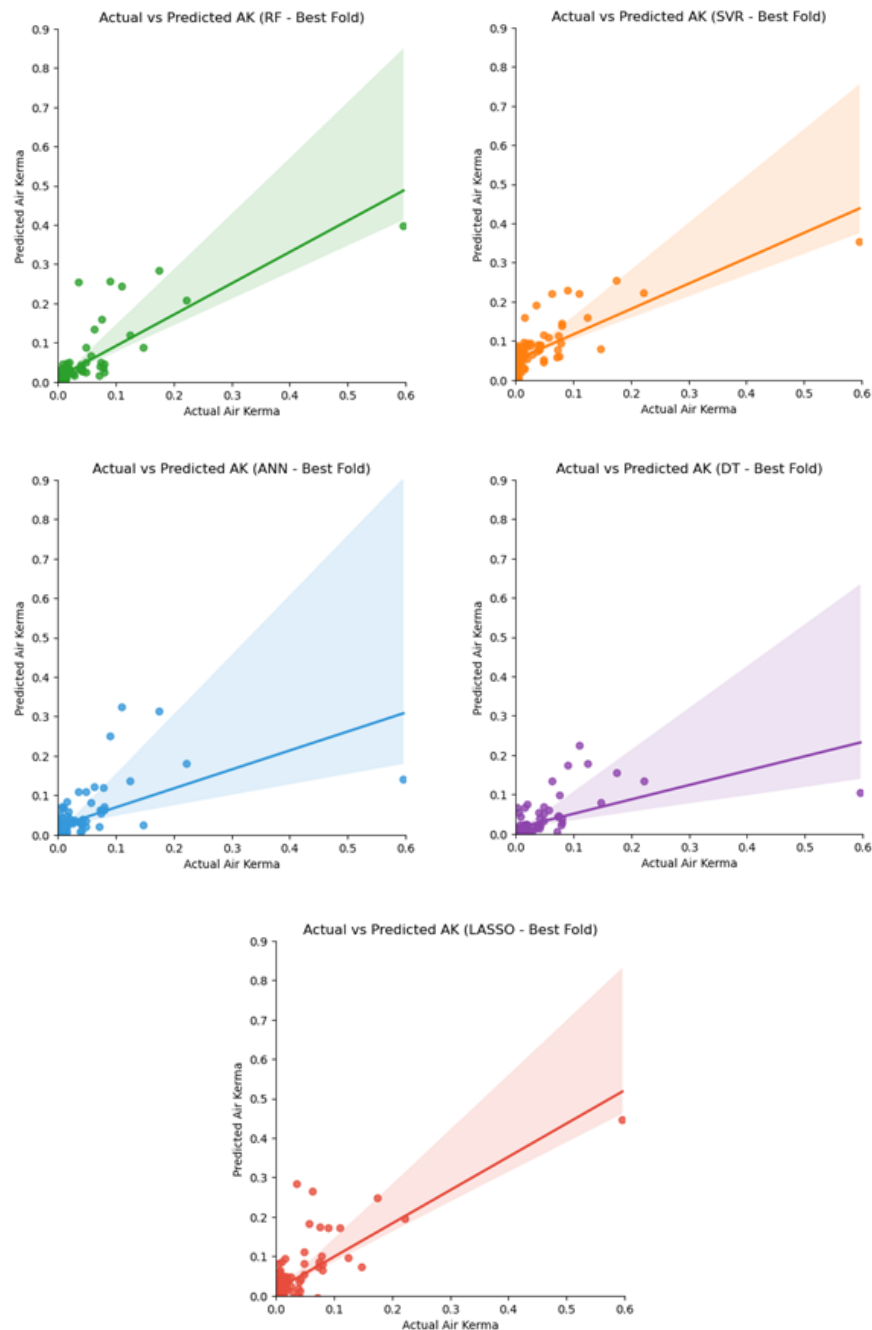 Actual vs Predicted AK (RF - Best Fold)
0.9
0.8
0.7
0.6
0.5
0.4
0.3
0.2
0.1
0.0
Predicted Air Kerma
0.0 0.1 0.2 0.3 0.4 0.5 0.6
Actual Air Kerma
Actual vs Predicted AK (SVR - Best Fold)
0.9
0.8
0.7
0.6
0.5
0.4
0.3
0.2
0.1
0.0
Predicted Air Kerma
0.0 0.1 0.2 0.3 0.4 0.5 0.6
Actual Air Kerma
Actual vs Predicted AK (ANN - Best Fold)
0.9
0.8
0.7
0.6
0.5
0.4
0.3
0.2
0.1
0.0
Predicted Air Kerma
0.0 0.1 0.2 0.3 0.4 0.5 0.6
Actual Air Kerma
Actual vs Predicted AK (DT - Best Fold)
0.9
0.8
0.7
0.6
0.5
0.4
0.3
0.2
0.1
0.0
Predicted Air Kerma
0.0 0.1 0.2 0.3 0.4 0.5 0.6
Actual Air Kerma
Actual vs Predicted AK (LASSO - Best Fold)
0.9
0.8
0.7
0.6
0.5
0.4
0.3
0.2
0.1
0.0
Predicted Air Kerma
0.0 0.1 0.2 0.3 0.4 0.5 0.6
Actual Air Kerma